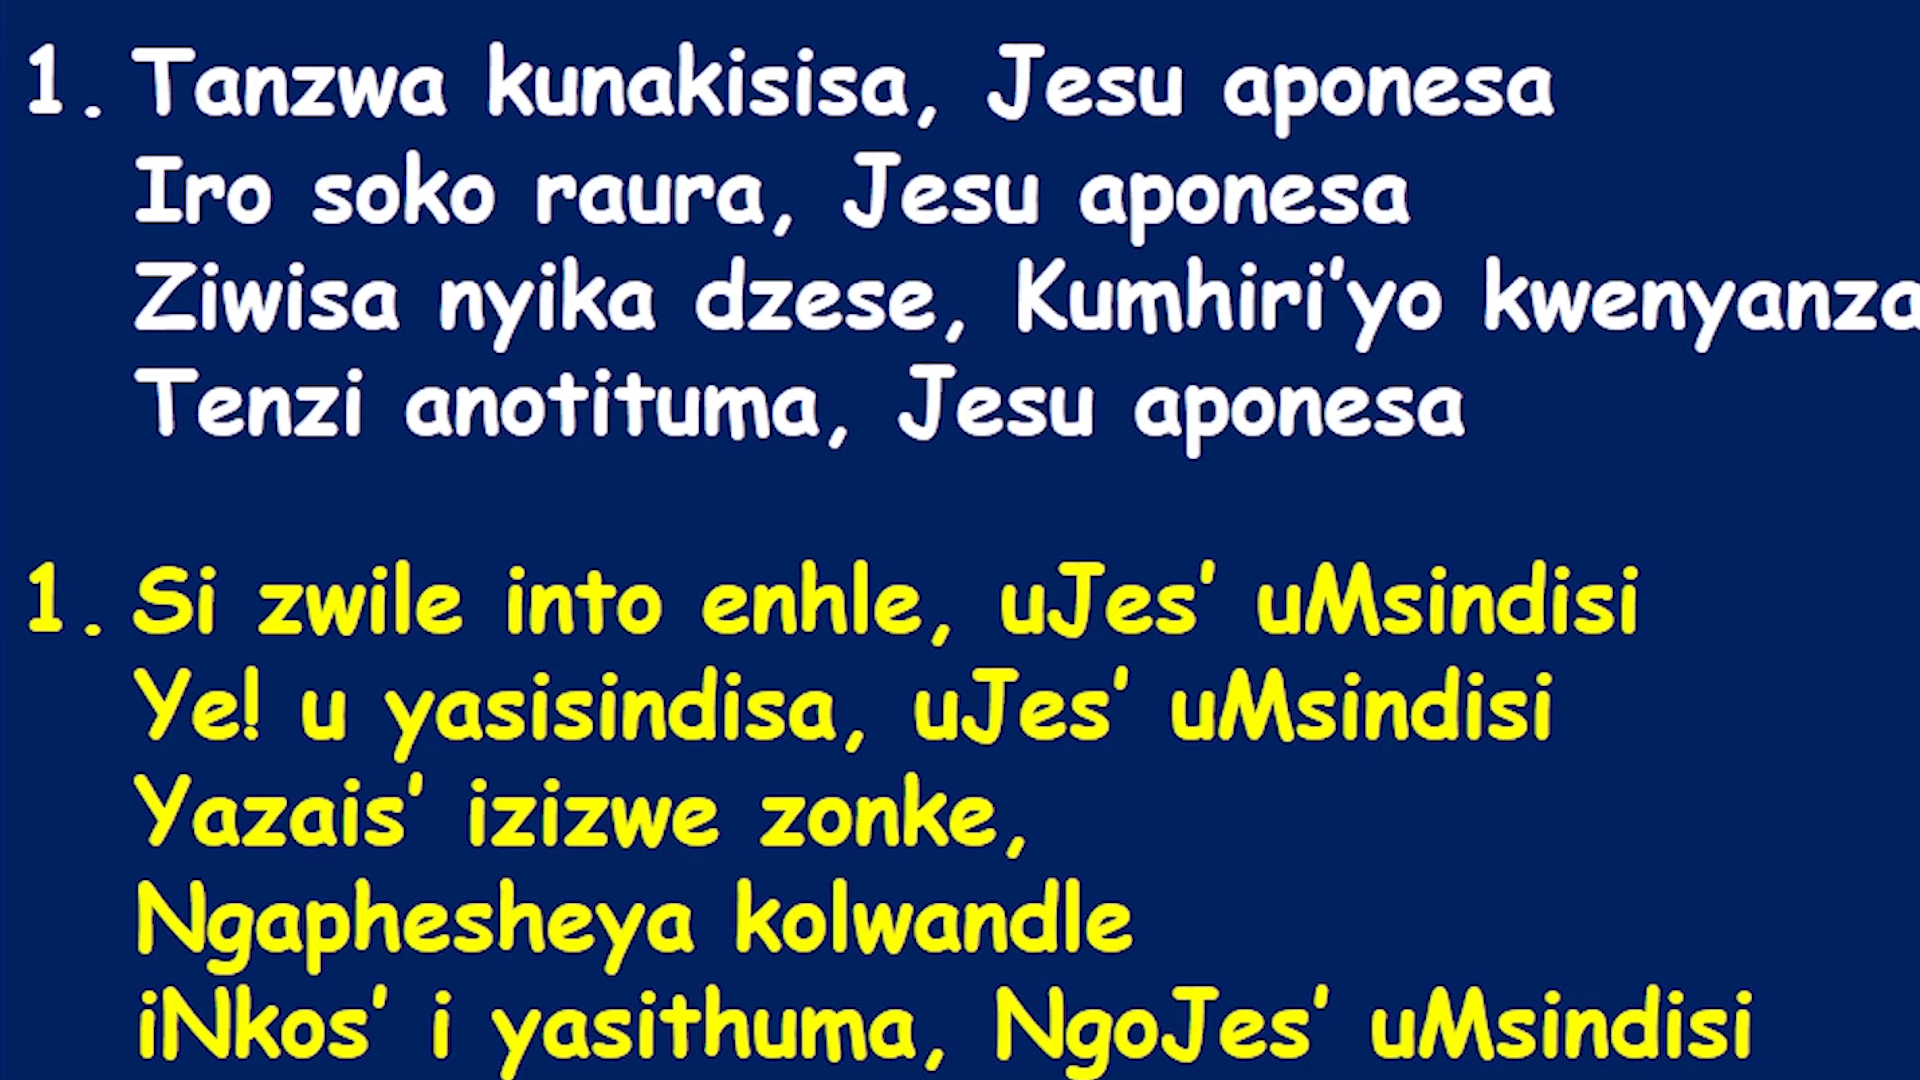 1. Tanzwa kunakisisa, Jesu aponesa
Iro soko raura, Jesu aponesa
Ziwisa nyika dzese, Kumhiri’yo kwenyanza
Tenzi anotituma, Jesu aponesa
1. Si zwile into enhle, uJes’ uMsindisi
Ye! u yasisindisa, uJes’ uMsindisi
Yazais’ izizwe zonke,
Ngaphesheya kolwandle
iNkos’ i yasithuma, NgoJes’ uMsindisi